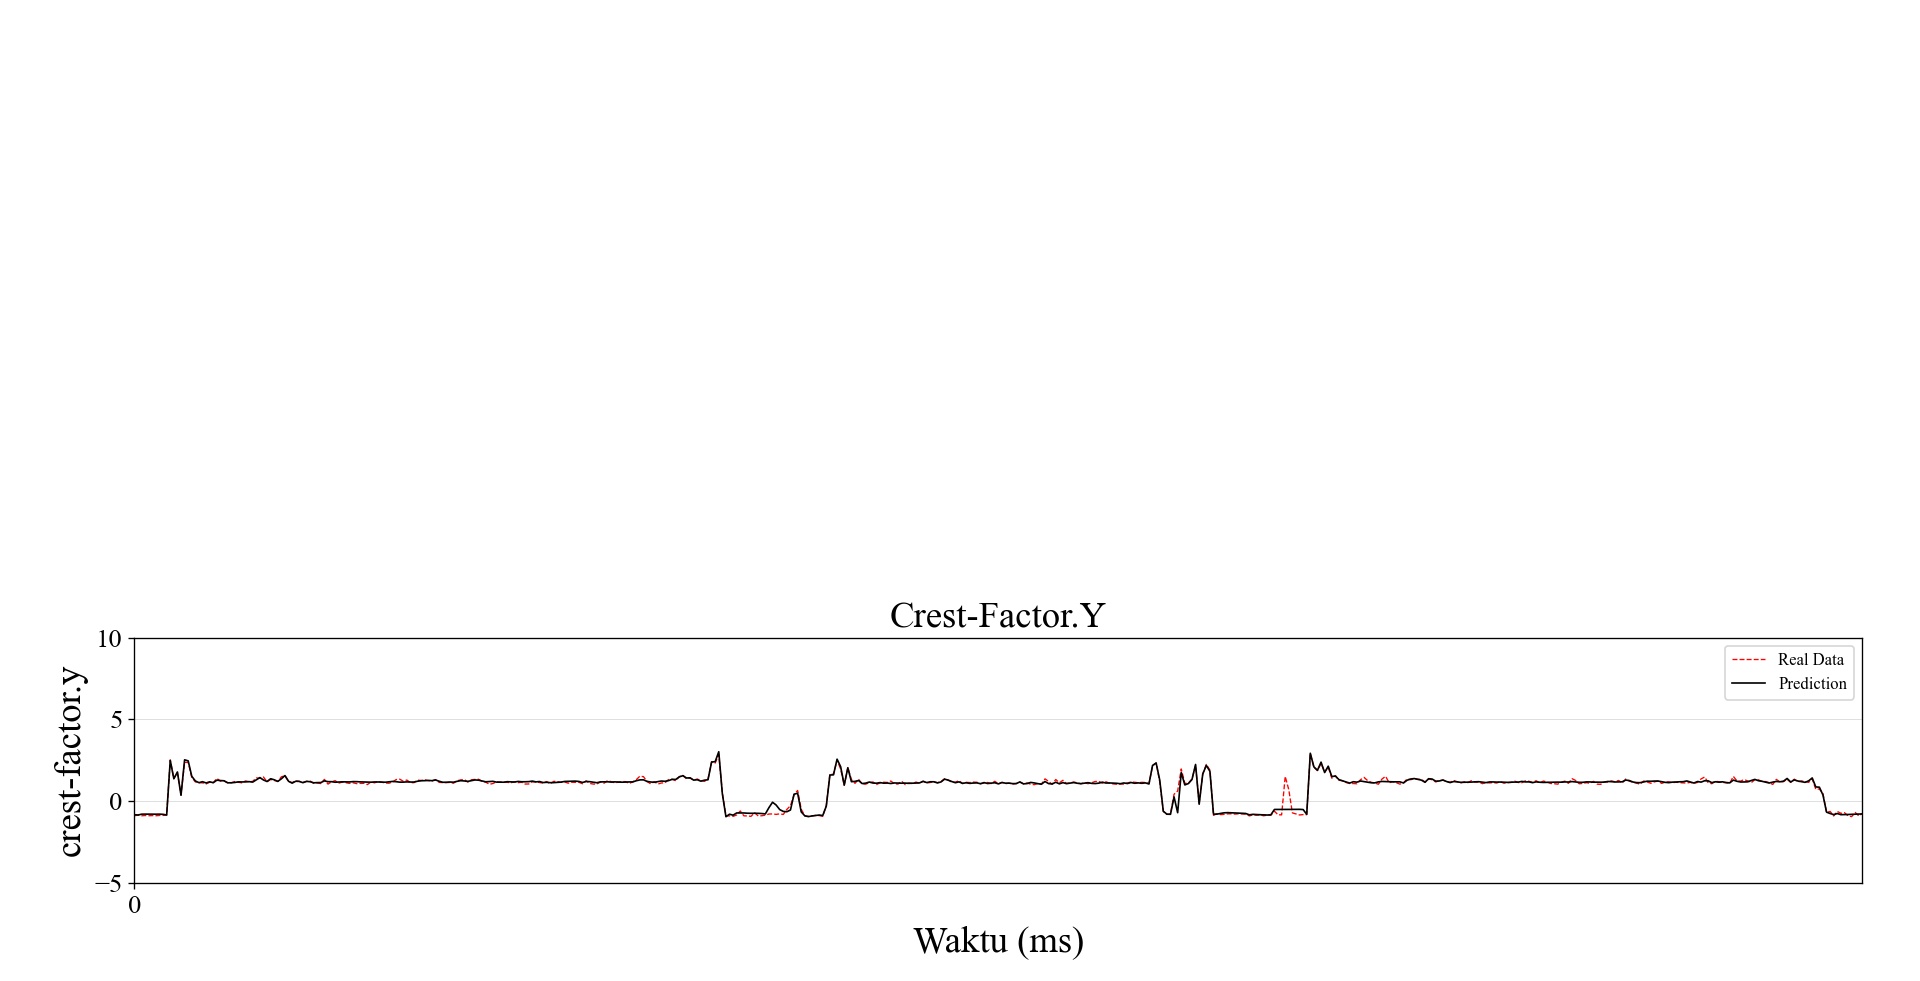 Crest-Factor.Y
10
5
0
−5
crest-factor.y
Real Data
Prediction
0
Waktu (ms)